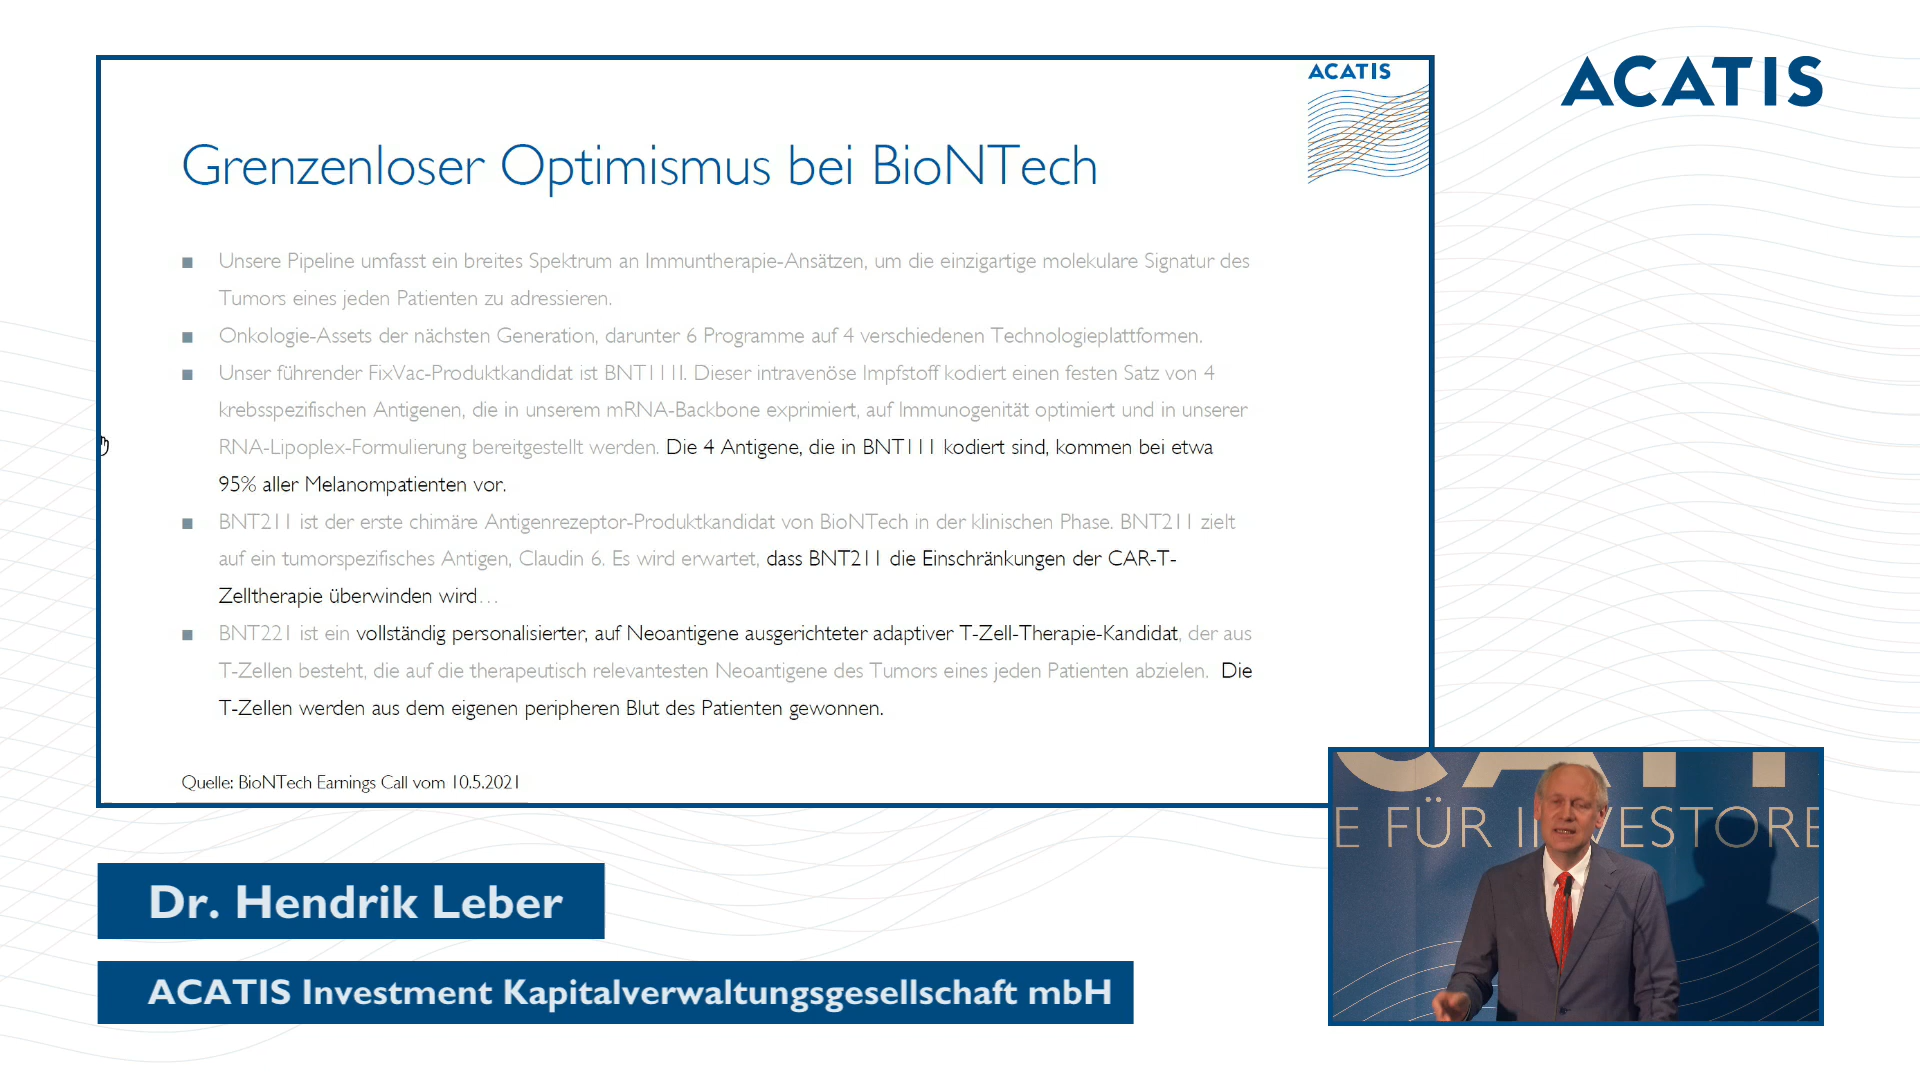 ACATIS
ACATIS
Grenzenloser Optimismus bei BioNTech
■ Unsere Pipeline umfasst ein breites Spektrum an Immuntherapie-Ansätzen, um die einzigartige molekulare Signatur des
Tumors eines jeden Patienten zu adressieren.
■ Onkologie-Assets der nächsten Generation, darunter 6 Programme auf 4 verschiedenen Technologieplattformen.
■ Unser führender FixVac-Produktkandidat ist BNT111I. Dieser intravenöse Impfstoff kodiert einen festen Satz von 4
krebsspezifischen Antigenen, die in unserem mRNA-Backbone exprimiert, auf Immunogenität optimiert und in unserer
RNA-Lipoplex-Formulierung bereitgestellt werden. Die 4 Antigene, die in BNT111 kodiert sind, kommen bei etwa
95% aller Melanompatienten vor.
■ BNT211 ist der erste chimäre Antigenrezeptor-Produktkandidat von BioNTech in der klinischen Phase. BNT211 zielt
auf ein tumorspezifisches Antigen, Claudin 6. Es wird erwartet, dass BNT211 die Einschränkungen der CAR-T-
Zelltherapie überwinden wird…
■ BNT221 ist ein vollständig personalisierter, auf Neoantigene ausgerichteter adaptiver T-Zell-Therapie-Kandidat, der aus
T-Zellen besteht, die auf die therapeutisch relevantesten Neoantigene des Tumors eines jeden Patienten abzielen. Die
T-Zellen werden aus dem eigenen peripheren Blut des Patienten gewonnen.
Quelle: BioNTech Earnings Call vom 10.5.2021
Dr. Hendrik Leber
ACATIS Investment Kapitalverwaltungsgesellschaft mbH
CATI
E FÜR INVESTORE